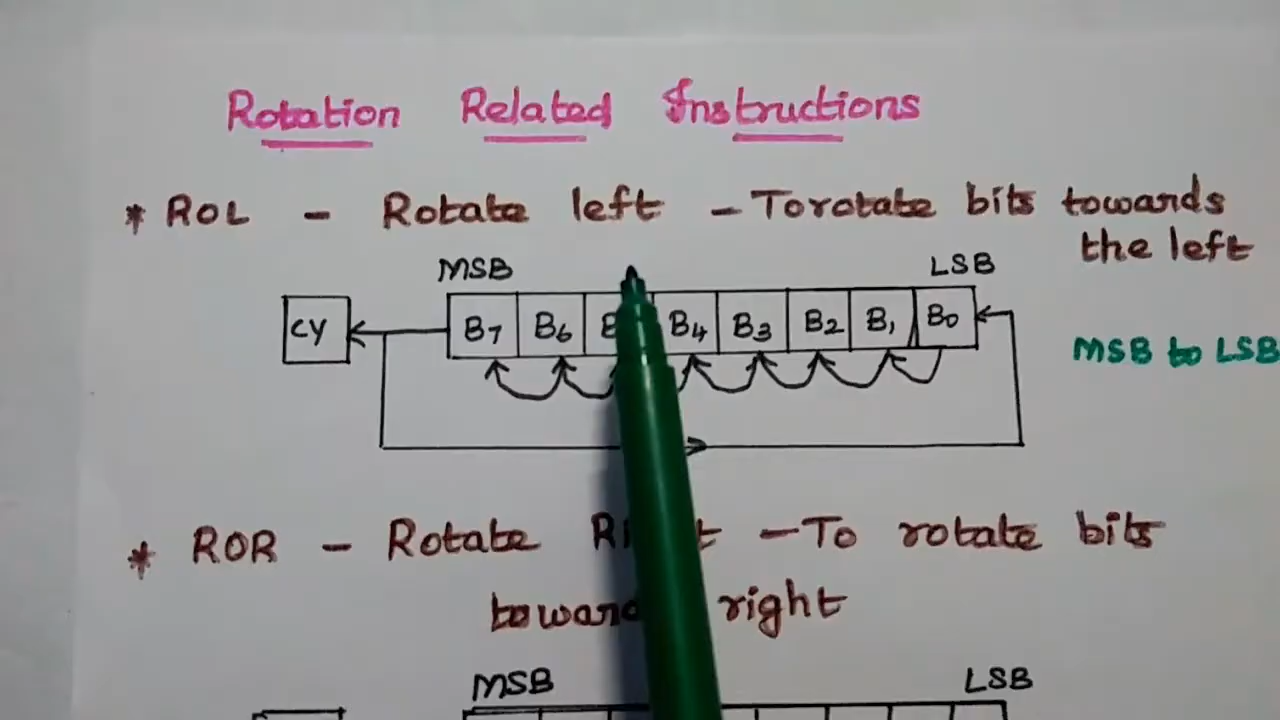 Rotation Related Instructions
* ROL - Rotate left - To rotate bits towards
the left
MSB LSB
CY B7 B6 B4 B3 B2 B1 B0
MSB to LSB
* ROR - Rotate - To rotate bits
right
MSB LSB